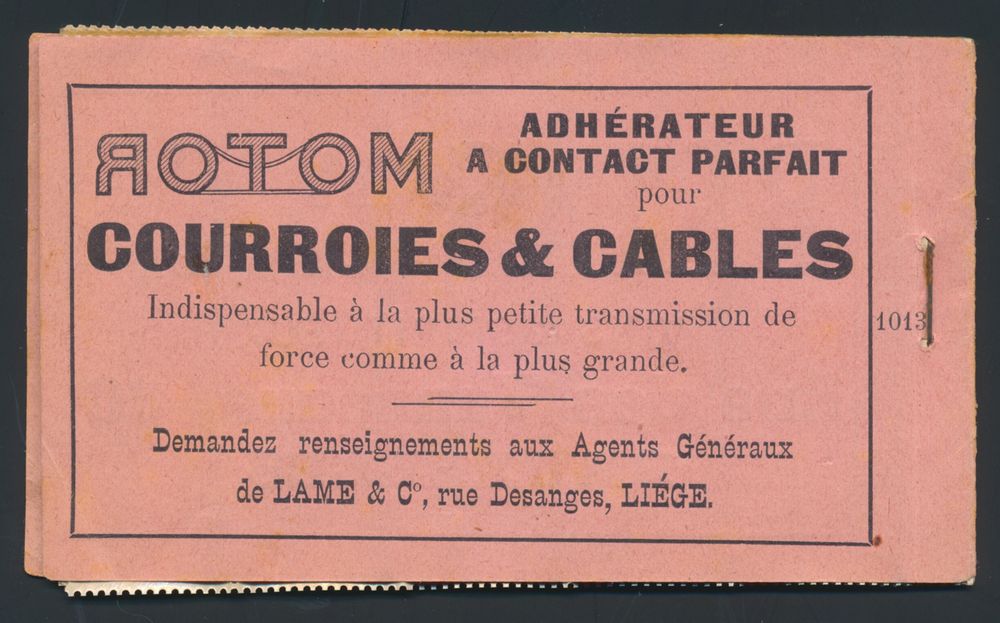 ROTOM
ADHÉRATEUR
A CONTACT PARFAIT
pour
COURROIES & CABLES
Indispensable à la plus petite transmission de
force comme à la plus grande.
1013
Demandez renseignements aux Agents Généraux
de LAME & Cº, rue Desanges, LIÉGE.